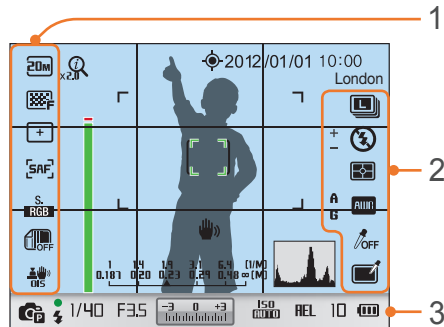 1
2012/01/01 10:00
London
20M
x2.0
F
L
+
-
SAF
2
S.
RGB
A
G
AWB
OFF
OFF
OIS
1 1.4 1.9 3.1 6.4 (1/M)
0.187 0.20 0.23 0.29 0.48 ∞ (M)
P
1/40 F3.5 -3 0 +3 ISO AUTO AEL 10
3